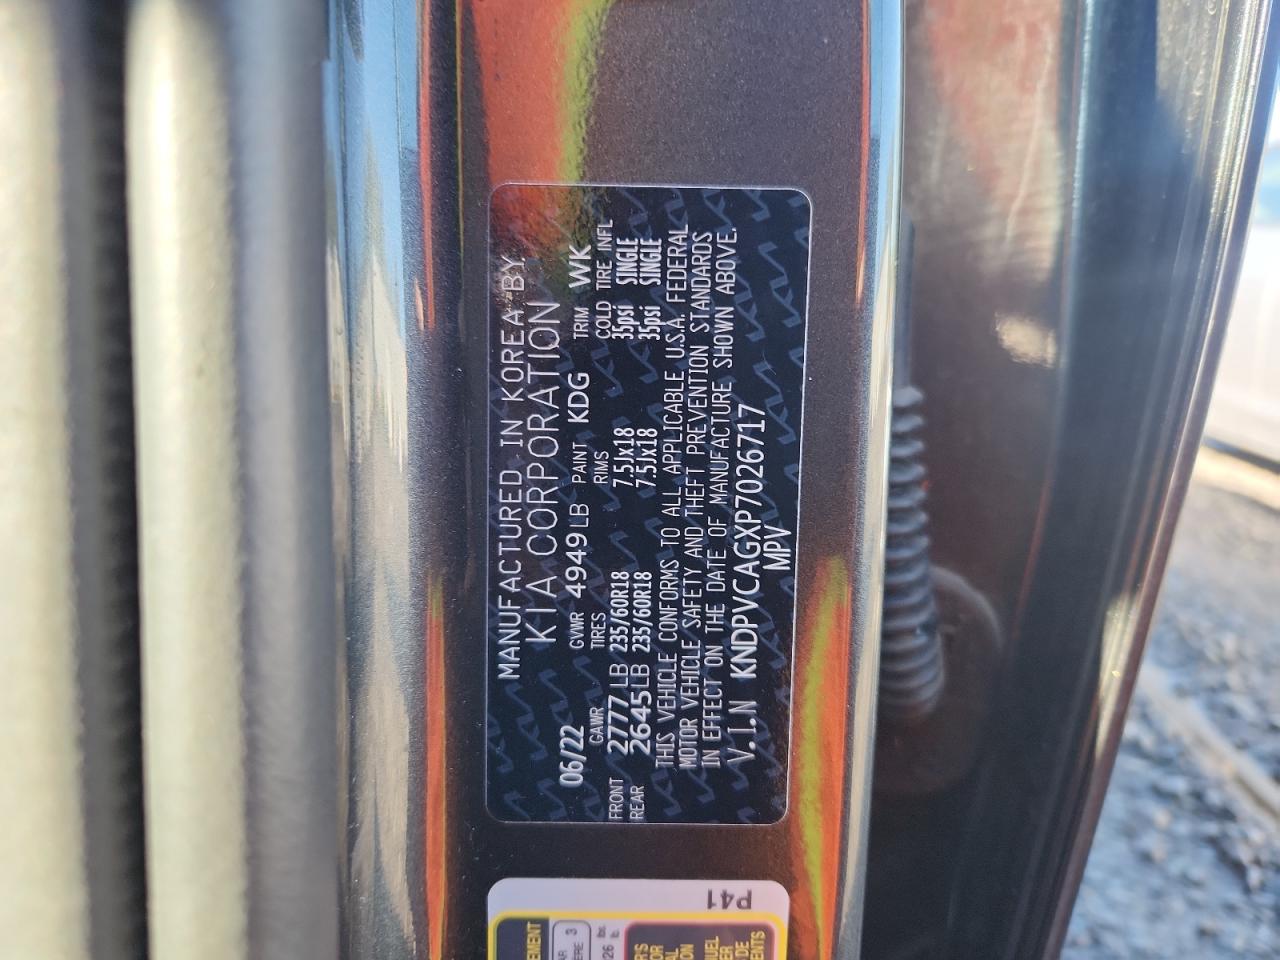 MANUFACTURED IN KOREA BY
KIA CORPORATION
06/22 GVWR 4949LB PAINT KDG TRIM WK
GAWR TIRES RIMS COLD TIRE INFL
FRONT 2777LB 235/60R18 7.5Jx18 35psi SINGLE
REAR 2645LB 235/60R18 7.5Jx18 35psi SINGLE
THIS VEHICLE CONFORMS TO ALL APPLICABLE U.S.A. FEDERAL
MOTOR VEHICLE SAFETY AND THEFT PREVENTION STANDARDS
IN EFFECT ON THE DATE OF MANUFACTURE SHOWN ABOVE.
V.I.N KNDPVCAGXP7026717
MPV
P41